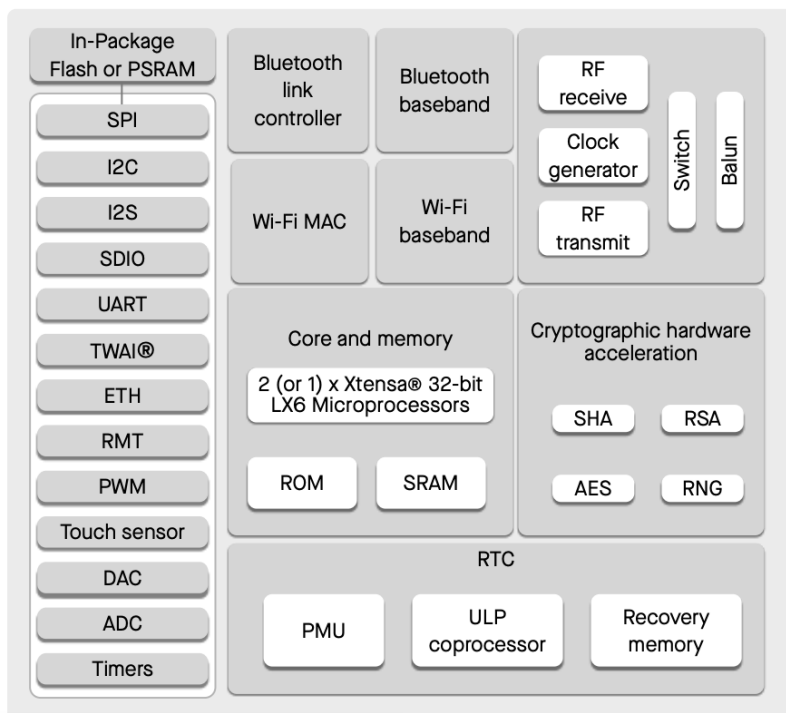 In-Package
Flash or PSRAM
SPI
I2C
I2S
SDIO
UART
TWAI®
ETH
RMT
PWM
Touch sensor
DAC
ADC
Timers
Bluetooth
link
controller
Bluetooth
baseband
Wi-Fi MAC
Wi-Fi
baseband
RF
receive
Clock
generator
RF
transmit
Switch
Balun
Core and memory
2 (or 1) x Xtensa® 32-bit
LX6 Microprocessors
ROM
SRAM
Cryptographic hardware
acceleration
SHA
RSA
AES
RNG
RTC
PMU
ULP
coprocessor
Recovery
memory